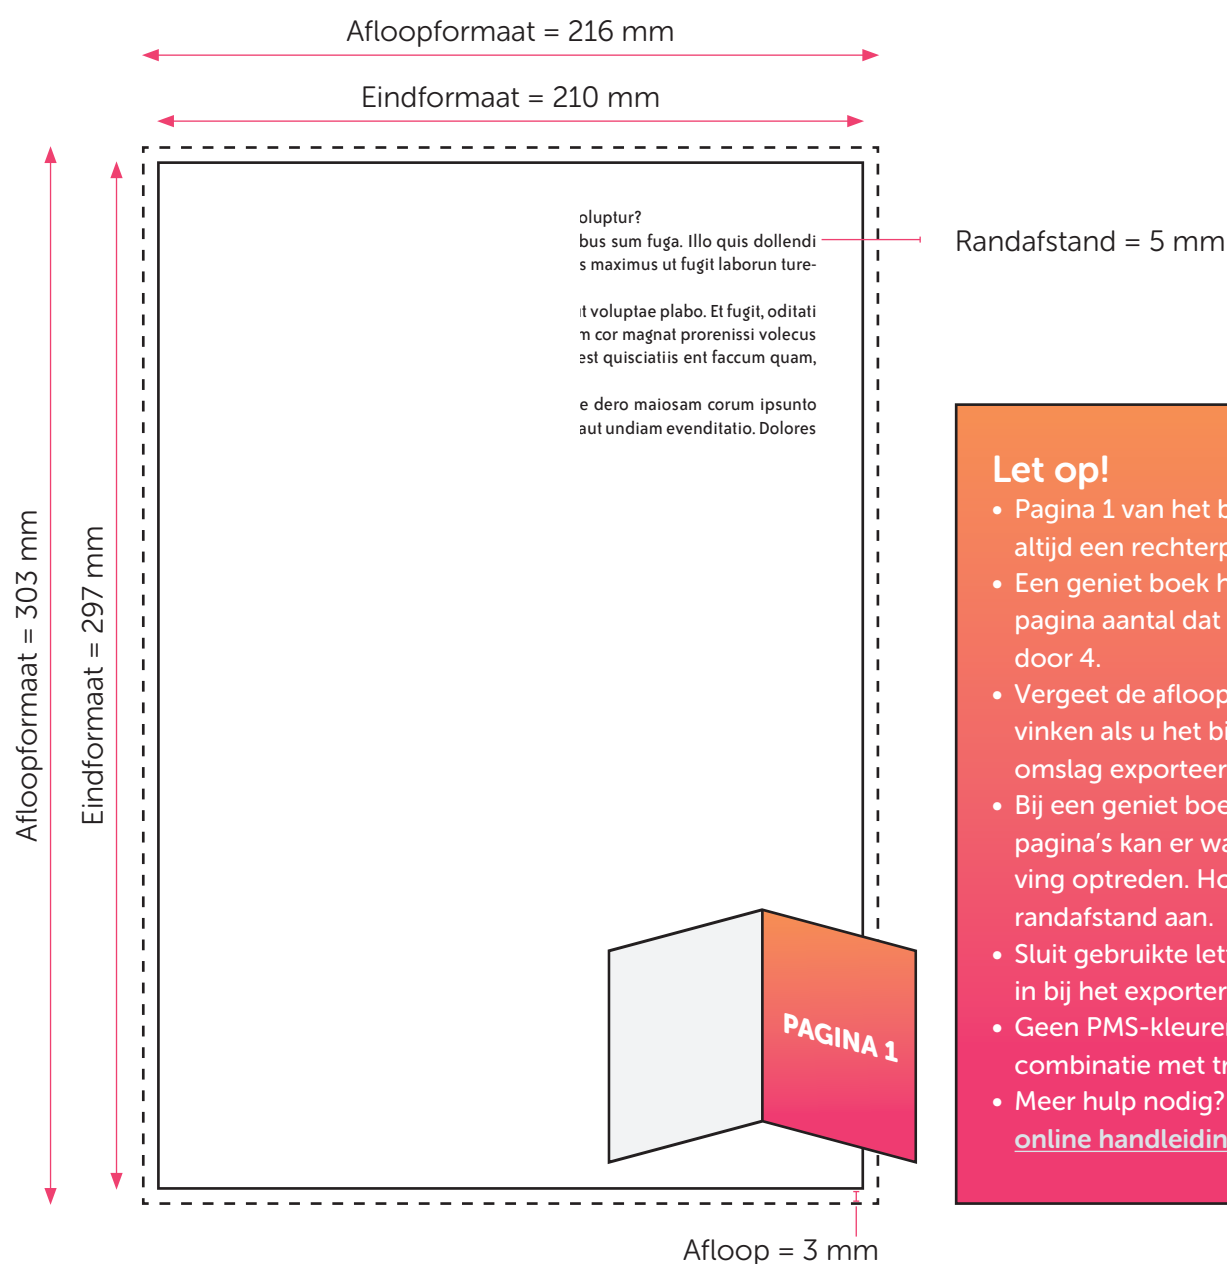 Afloopformaat = 216 mm
Eindformaat = 210 mm
Afloopformaat = 303 mm
Eindformaat = 297 mm
oluptur?
bus sum fuga. Illo quis dollendi
s maximus ut fugit laborun ture-
t voluptae plabo. Et fugit, oditati
m cor magnat prorenissi volecus
est quisciatiis ent faccum quam,
e dero maiosam corum ipsunto
aut undiam evenditatio. Dolores
Randafstand = 5 mm
Let op!
• Pagina 1 van het b
altijd een rechterp
• Een geniet boek h
pagina aantal dat
door 4.
• Vergeet de afloop
vinken als u het bi
omslag exporteer
• Bij een geniet boe
pagina's kan er wa
ving optreden. Ho
randafstand aan.
• Sluit gebruikte let
in bij het exporter
• Geen PMS-kleuren
combinatie met tr
• Meer hulp nodig?
online handleidin
PAGINA 1
Afloop = 3 mm